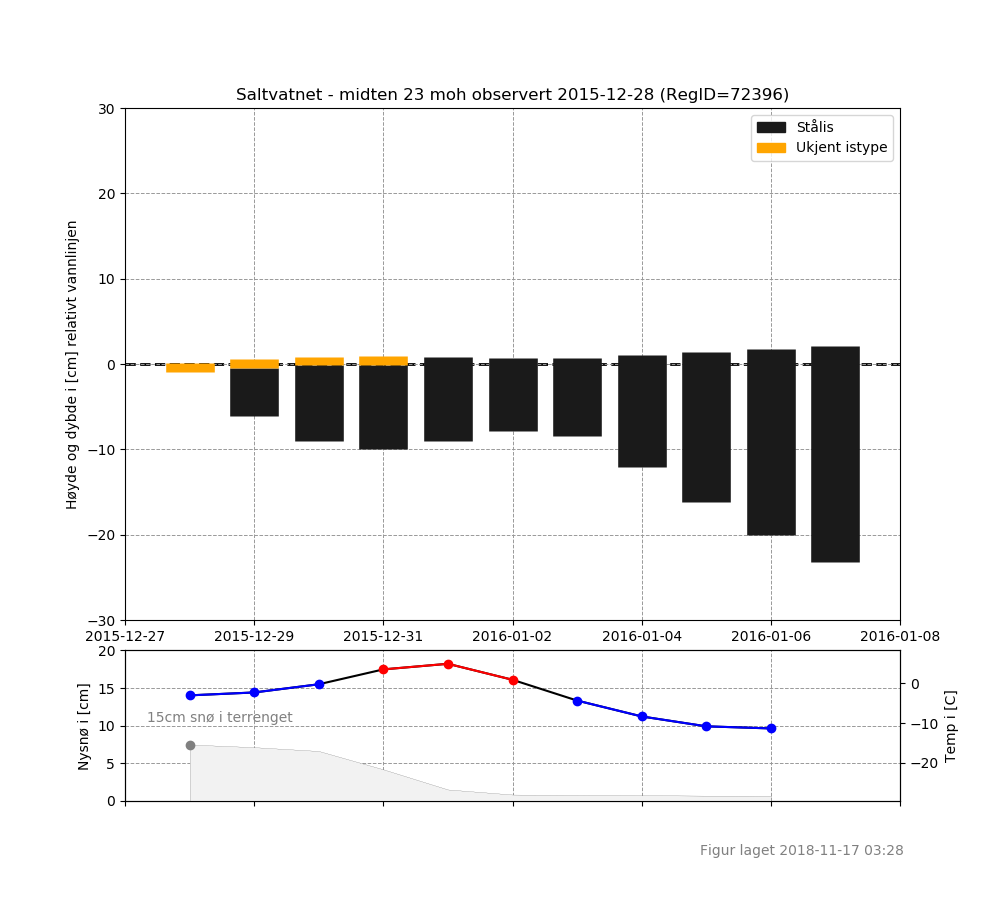 Saltvatnet - midten 23 moh observert 2015-12-28 (RegID=72396)
Stålis
Ukjent istype
30
20
10
0
−10
−20
−30
Høyde og dybde i [cm] relativt vannlinjen
2015-12-27 2015-12-29 2015-12-31 2016-01-02 2016-01-04 2016-01-06 2016-01-08
20
15
10
5
0
Nysnø i [cm]
15cm snø i terrenget
0
−10
−20
Temp i [C]
Figur laget 2018-11-17 03:28